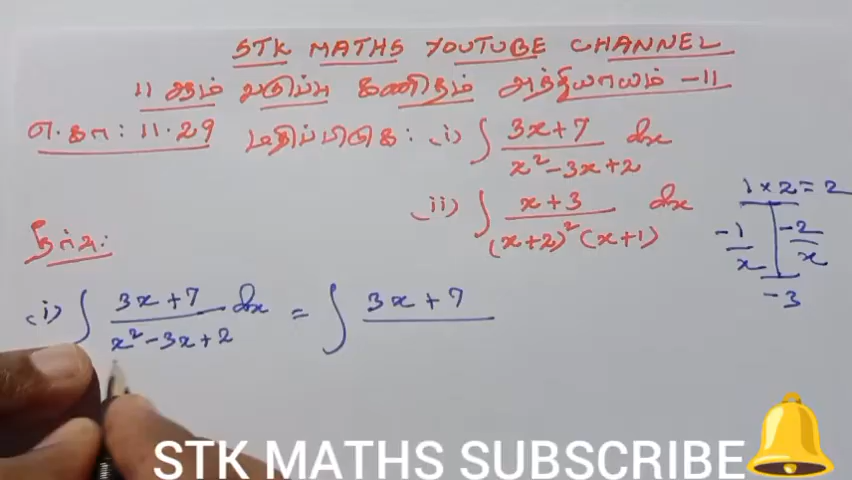 STK MATHS YOUTUBE CHANNEL
11 ஆம் வகுப்பு கணிதம் அத்தியாயம் -11
எ.கா: 11.29 மதிப்பிடுக: (i) ∫ (3x+7)/(x²-3x+2) dx
(ii) ∫ (x+3)/((x+2)²(x+1)) dx
1×2=2
-1/x -2/x
-3
தீர்வு:
(i) ∫ (3x+7)/(x²-3x+2) dx = ∫ 3x+7
STK MATHS SUBSCRIBE